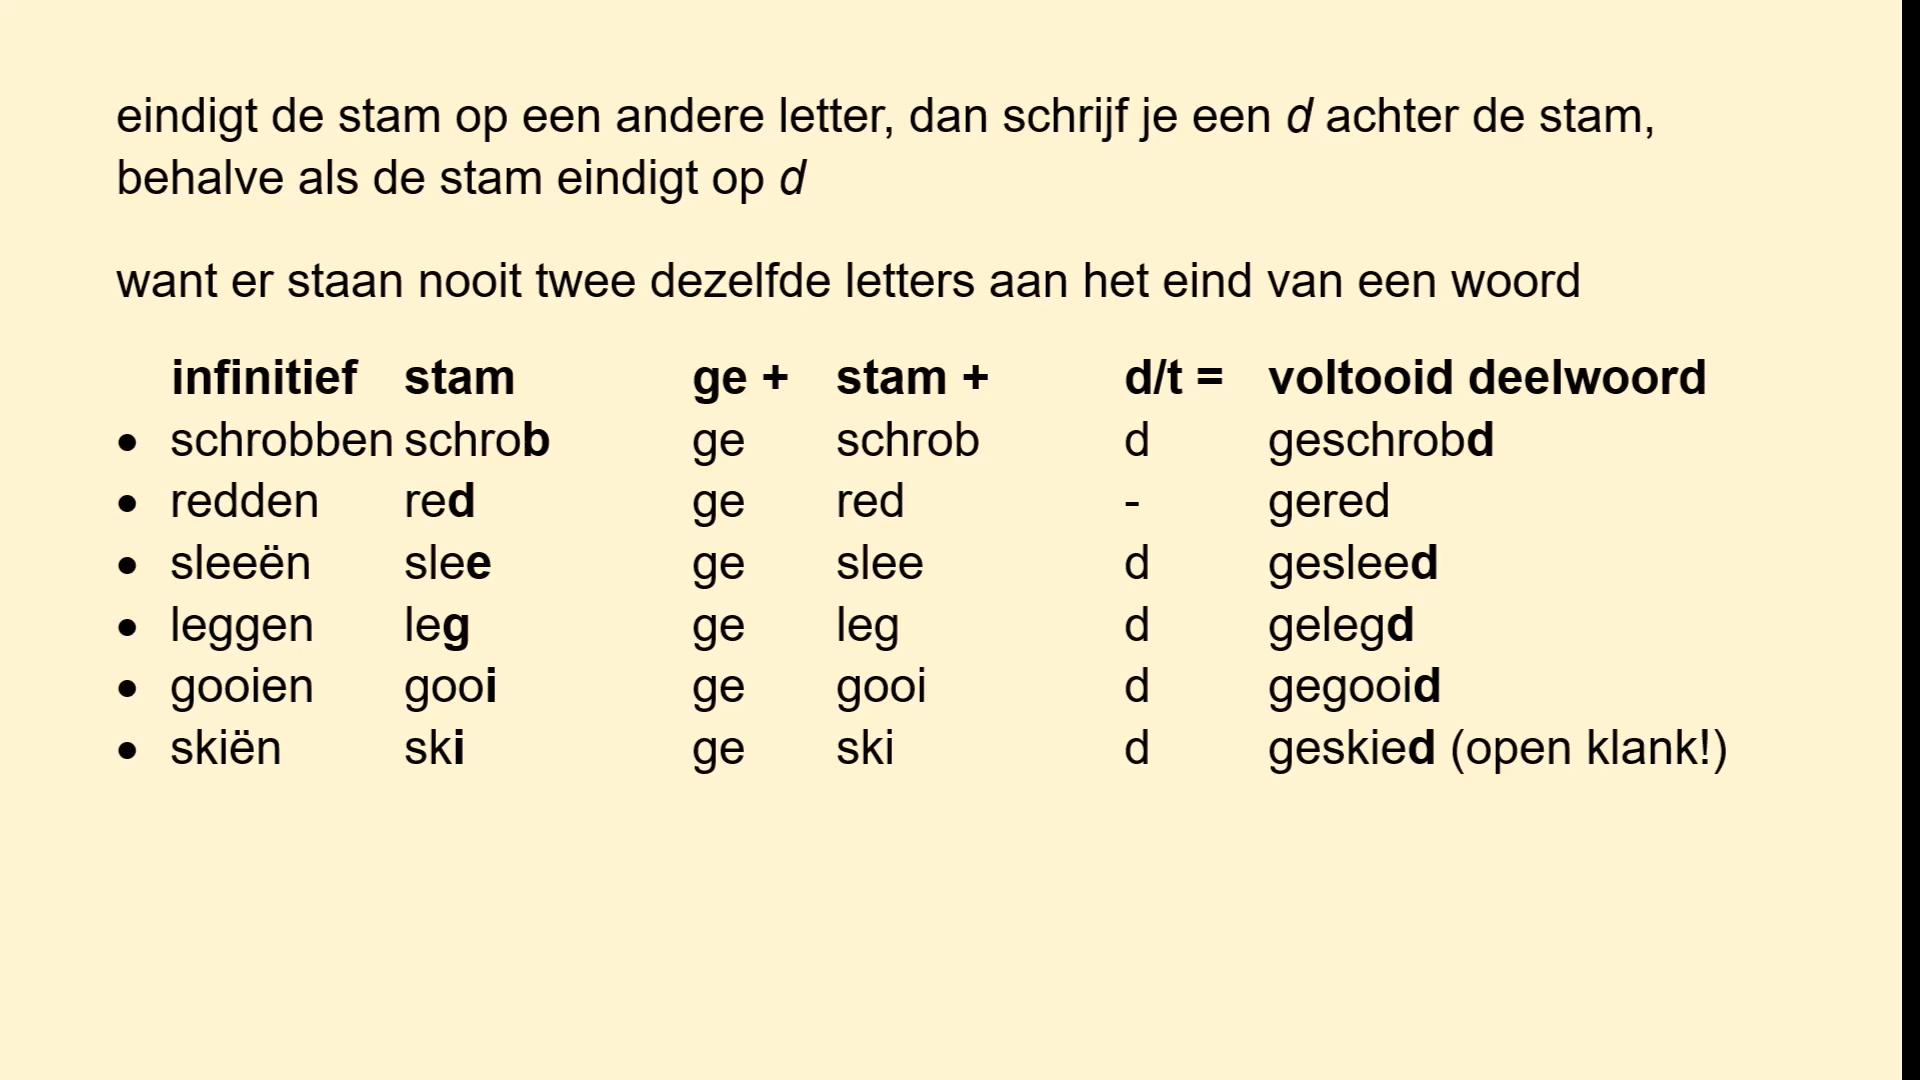 eindigt de stam op een andere letter, dan schrijf je een d achter de stam,
behalve als de stam eindigt op d
want er staan nooit twee dezelfde letters aan het eind van een woord
infinitief stam ge + stam + d/t = voltooid deelwoord
• schrobben schrob ge schrob d geschrobd
• redden red ge red - gered
• sleeën slee ge slee d gesleed
• leggen leg ge leg d gelegd
• gooien gooi ge gooi d gegooid
• skiën ski ge ski d geskied (open klank!)